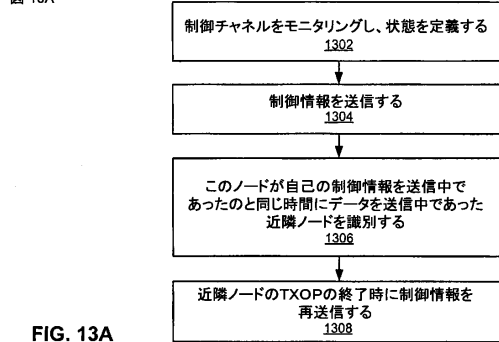 図 13A
制御チャネルをモニタリングし、状態を定義する
1302
制御情報を送信する
1304
このノードが自己の制御情報を送信中で
あったのと同じ時間にデータを送信中であった
近隣ノードを識別する
1306
近隣ノードのTXOPの終了時に制御情報を
再送信する
1308
FIG. 13A